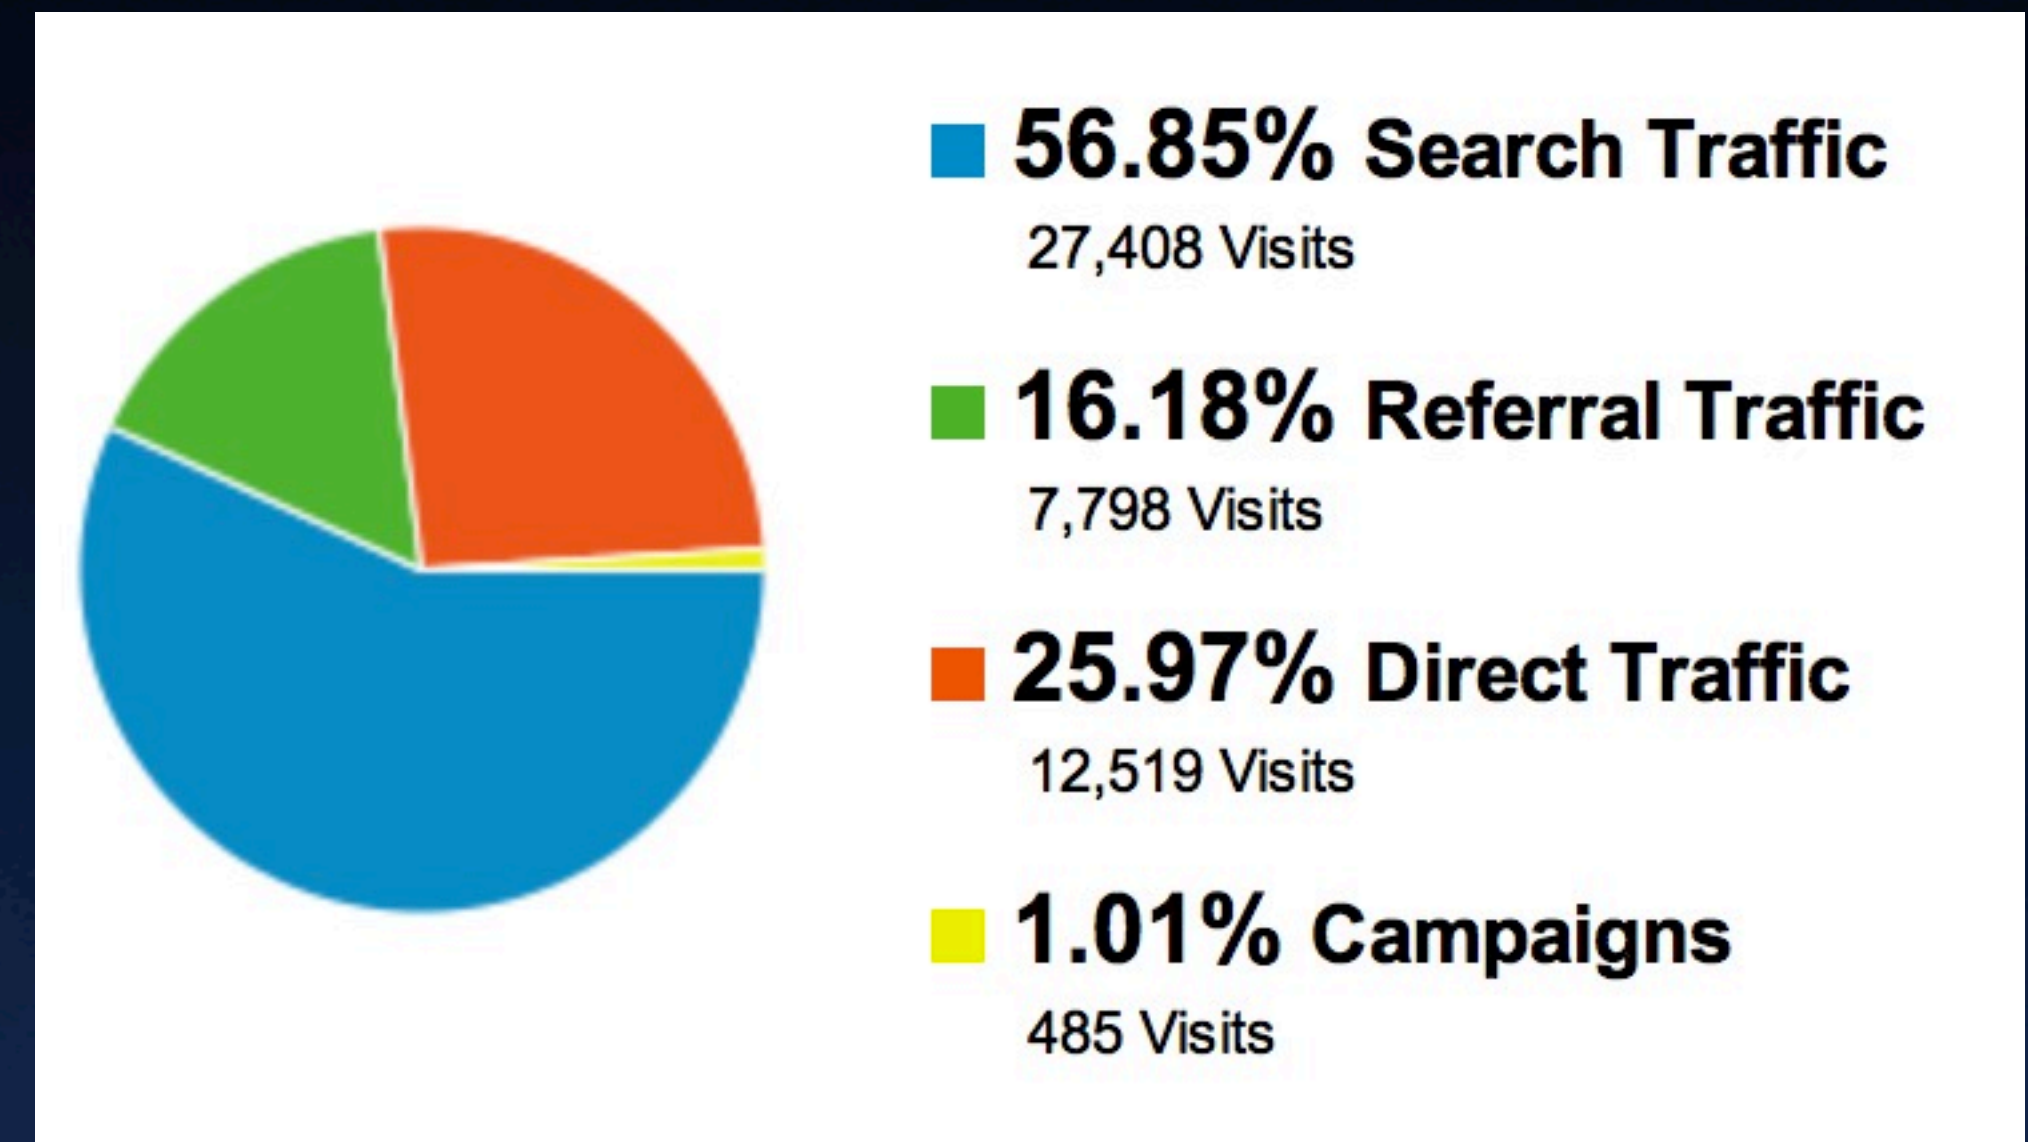 56.85% Search Traffic
27,408 Visits
16.18% Referral Traffic
7,798 Visits
25.97% Direct Traffic
12,519 Visits
1.01% Campaigns
485 Visits